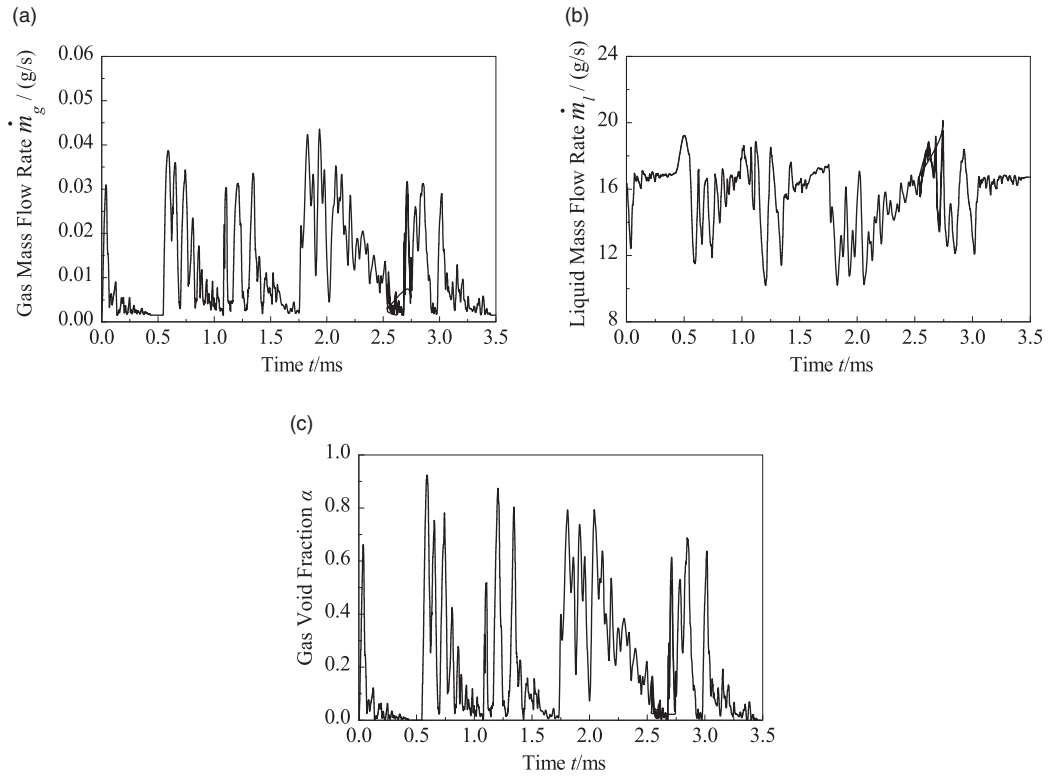 (a)
Gas Mass Flow Rate ṁg / (g/s)
0.06
0.05
0.04
0.03
0.02
0.01
0.00
0.0 0.5 1.0 1.5 2.0 2.5 3.0 3.5
Time t/ms
(b)
Liquid Mass Flow Rate ṁl / (g/s)
24
20
16
12
8
0.0 0.5 1.0 1.5 2.0 2.5 3.0 3.5
Time t/ms
(c)
Gas Void Fraction α
1.0
0.8
0.6
0.4
0.2
0.0
0.0 0.5 1.0 1.5 2.0 2.5 3.0 3.5
Time t/ms